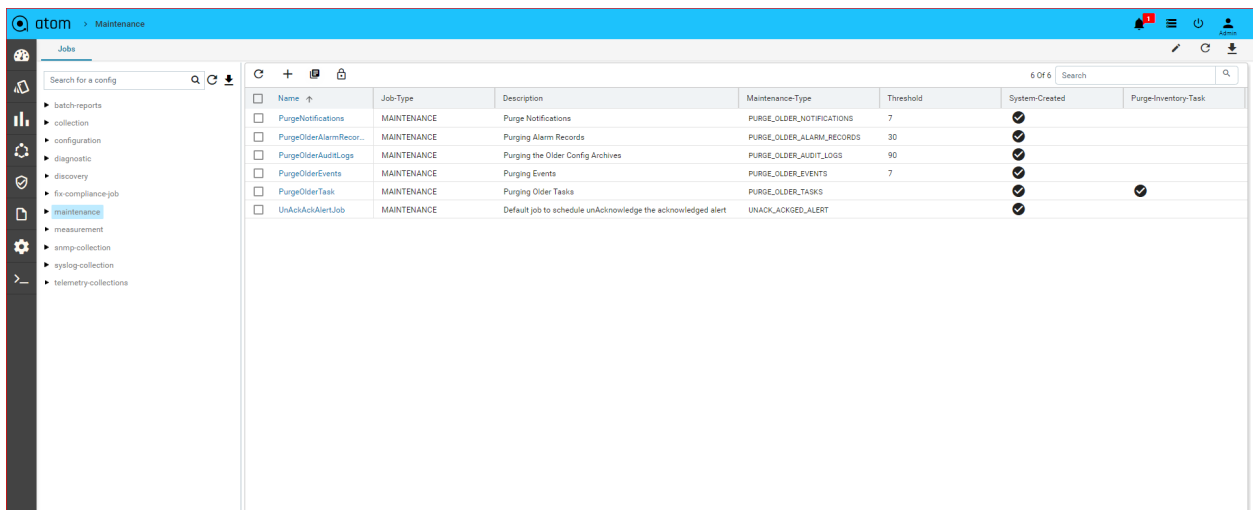 atom > Maintenance
1
Admin
Jobs
Search for a config
batch-reports
collection
configuration
diagnostic
discovery
fix-compliance-job
maintenance
measurement
snmp-collection
syslog-collection
telemetry-collections
6 Of 6 Search
Name Job-Type Description Maintenance-Type Threshold System-Created Purge-Inventory-Task
PurgeNotifications MAINTENANCE Purge Notifications PURGE_OLDER_NOTIFICATIONS 7
PurgeOlderAlarmRecor... MAINTENANCE Purging Alarm Records PURGE_OLDER_ALARM_RECORDS 30
PurgeOlderAuditLogs MAINTENANCE Purging the Older Config Archives PURGE_OLDER_AUDIT_LOGS 90
PurgeOlderEvents MAINTENANCE Purging Events PURGE_OLDER_EVENTS 7
PurgeOlderTask MAINTENANCE Purging Older Tasks PURGE_OLDER_TASKS
UnAckAckAlertJob MAINTENANCE Default job to schedule unAcknowledge the acknowledged alert UNACK_ACKGED_ALERT